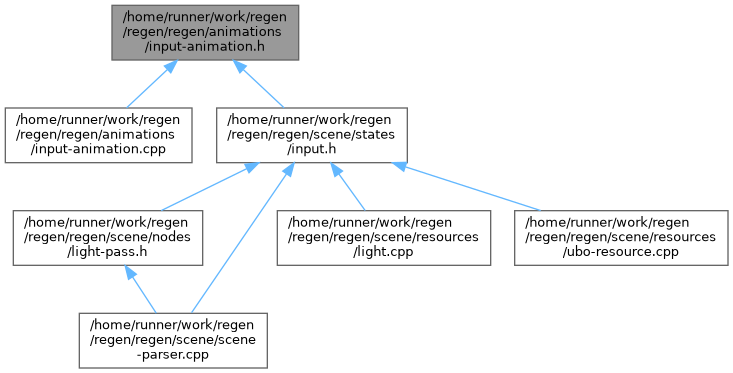 /home/runner/work/regen
/regen/regen/animations
/input-animation.h
/home/runner/work/regen
/regen/regen/animations
/input-animation.cpp
/home/runner/work/regen
/regen/regen/scene/states
/input.h
/home/runner/work/regen
/regen/regen/scene/nodes
/light-pass.h
/home/runner/work/regen
/regen/regen/scene/resources
/light.cpp
/home/runner/work/regen
/regen/regen/scene/resources
/ubo-resource.cpp
/home/runner/work/regen
/regen/regen/scene/scene
-parser.cpp